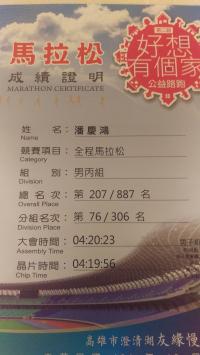 馬拉松
成績證明
MARATHON CERTIFICATE
好想
有個家
公益路跑
姓名：潘慶鴻
Name
競賽項目：全程馬拉松
Category
組別：男丙組
Division
總名次：第 207 / 887 名
Overall Place
分組名次：第 76 / 306 名
Division Place
大會時間：04:20:23
Assembly Time
晶片時間：04:19:56
Chip Time
高雄市澄清湖友緣慢